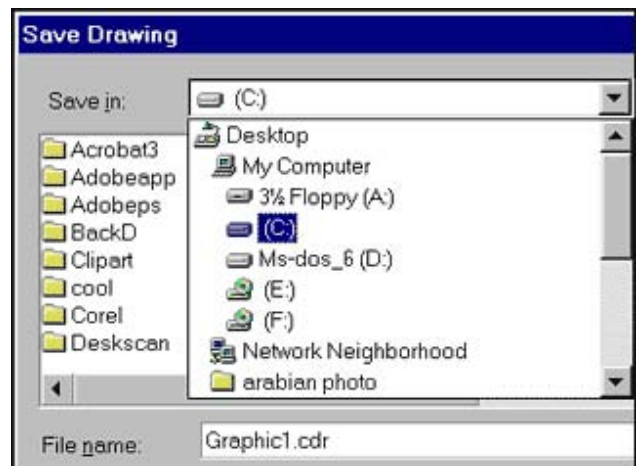 Save Drawing
Save in:
(C:)
Desktop
My Computer
3½ Floppy (A:)
(C:)
Ms-dos_6 (D:)
(E:)
(F:)
Network Neighborhood
arabian photo
Acrobat3
Adobeapp
Adobeps
BackD
Clipart
cool
Corel
Deskscan
File name:
Graphic1.cdr